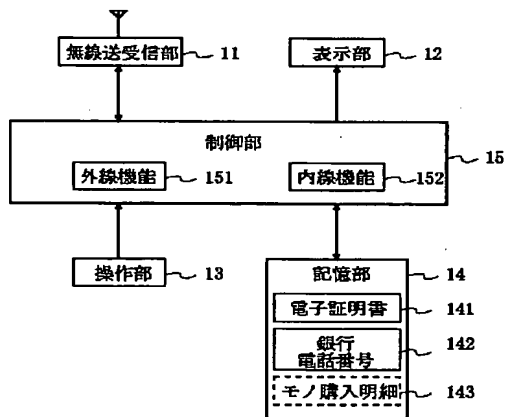 無線送受信部 11
表示部 12
制御部
15
外線機能 151
内線機能 152
操作部 13
記憶部 14
電子証明書 141
銀行
電話番号 142
モノ購入明細 143